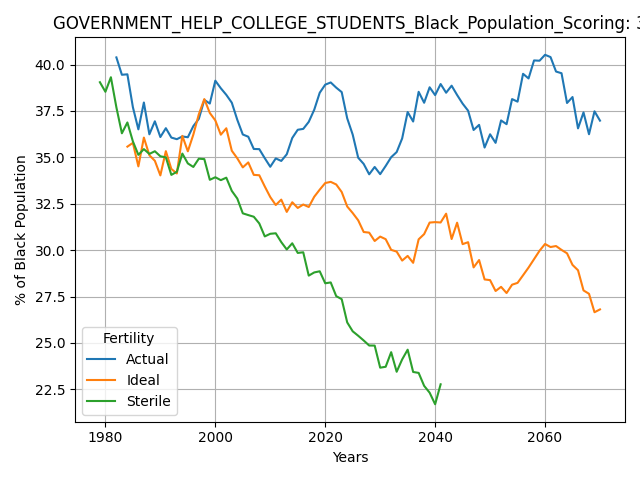 GOVERNMENT_HELP_COLLEGE_STUDENTS_Black_Population_Scoring: 3
40.0
37.5
35.0
32.5
30.0
27.5
25.0
22.5
% of Black Population
Fertility
Actual
Ideal
Sterile
1980 2000 2020 2040 2060
Years